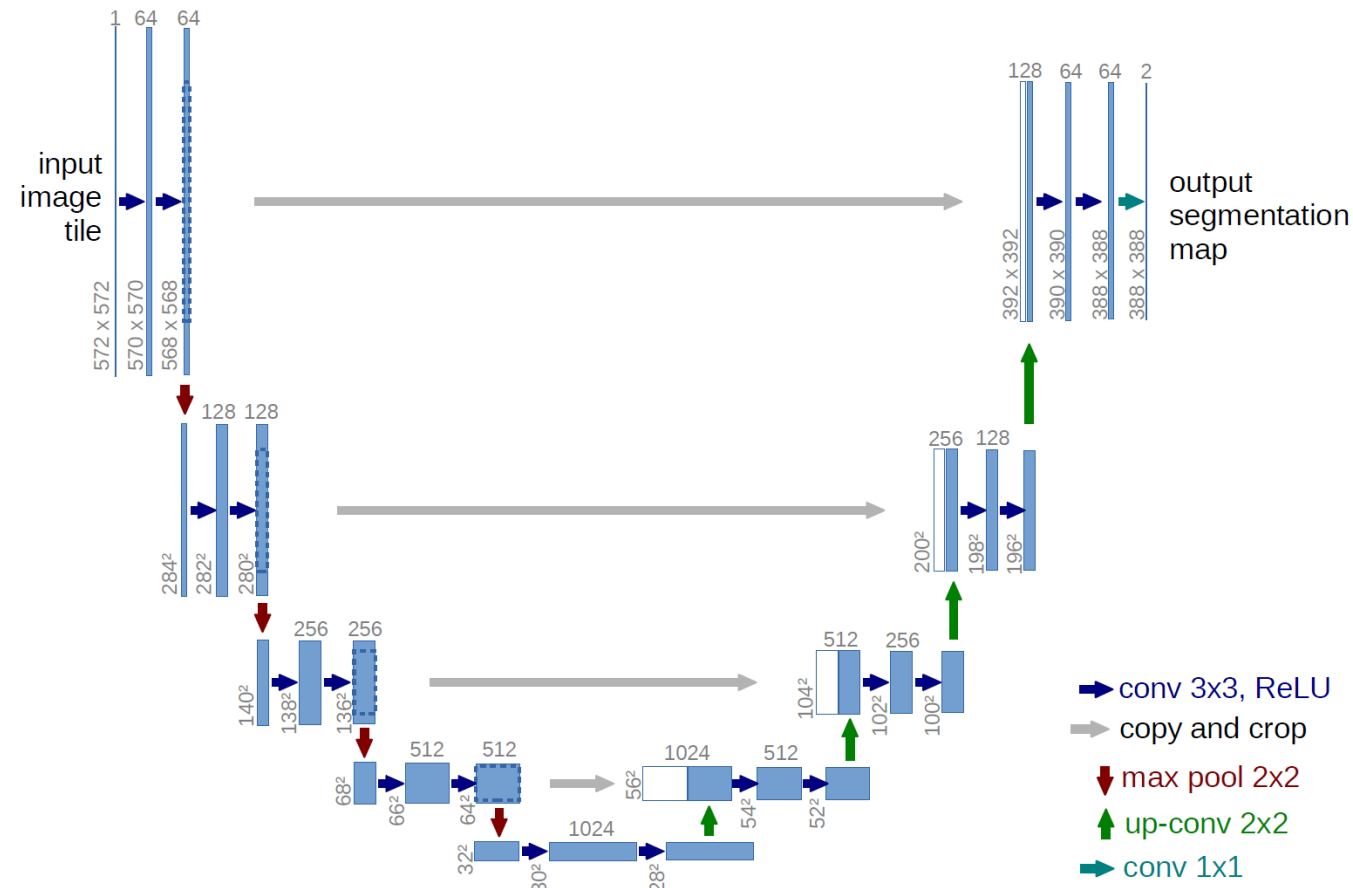 1 64 64
input
image
tile
572 x 572
570 x 570
568 x 568
128 64 64 2
output
segmentation
map
392 x 392
390 x 390
388 x 388
388 x 388
128 128
284²
282²
280²
256 128
200²
198²
196²
256 256
140²
138²
136²
512 256
104²
102²
100²
512 512
68²
66²
64²
1024 512
56²
54²
52²
1024
32²
30²
28²
conv 3x3, ReLU
copy and crop
max pool 2x2
up-conv 2x2
conv 1x1